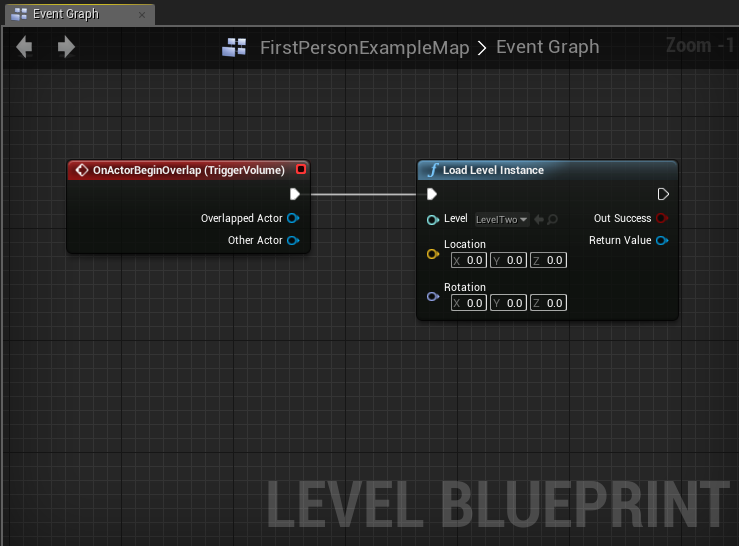 Event Graph
FirstPersonExampleMap > Event Graph
Zoom -1
OnActorBeginOverlap (TriggerVolume)
Overlapped Actor
Other Actor
Load Level Instance
Level LevelTwo
Out Success
Location
Return Value
X 0.0 Y 0.0 Z 0.0
Rotation
X 0.0 Y 0.0 Z 0.0
LEVEL BLUEPRINT